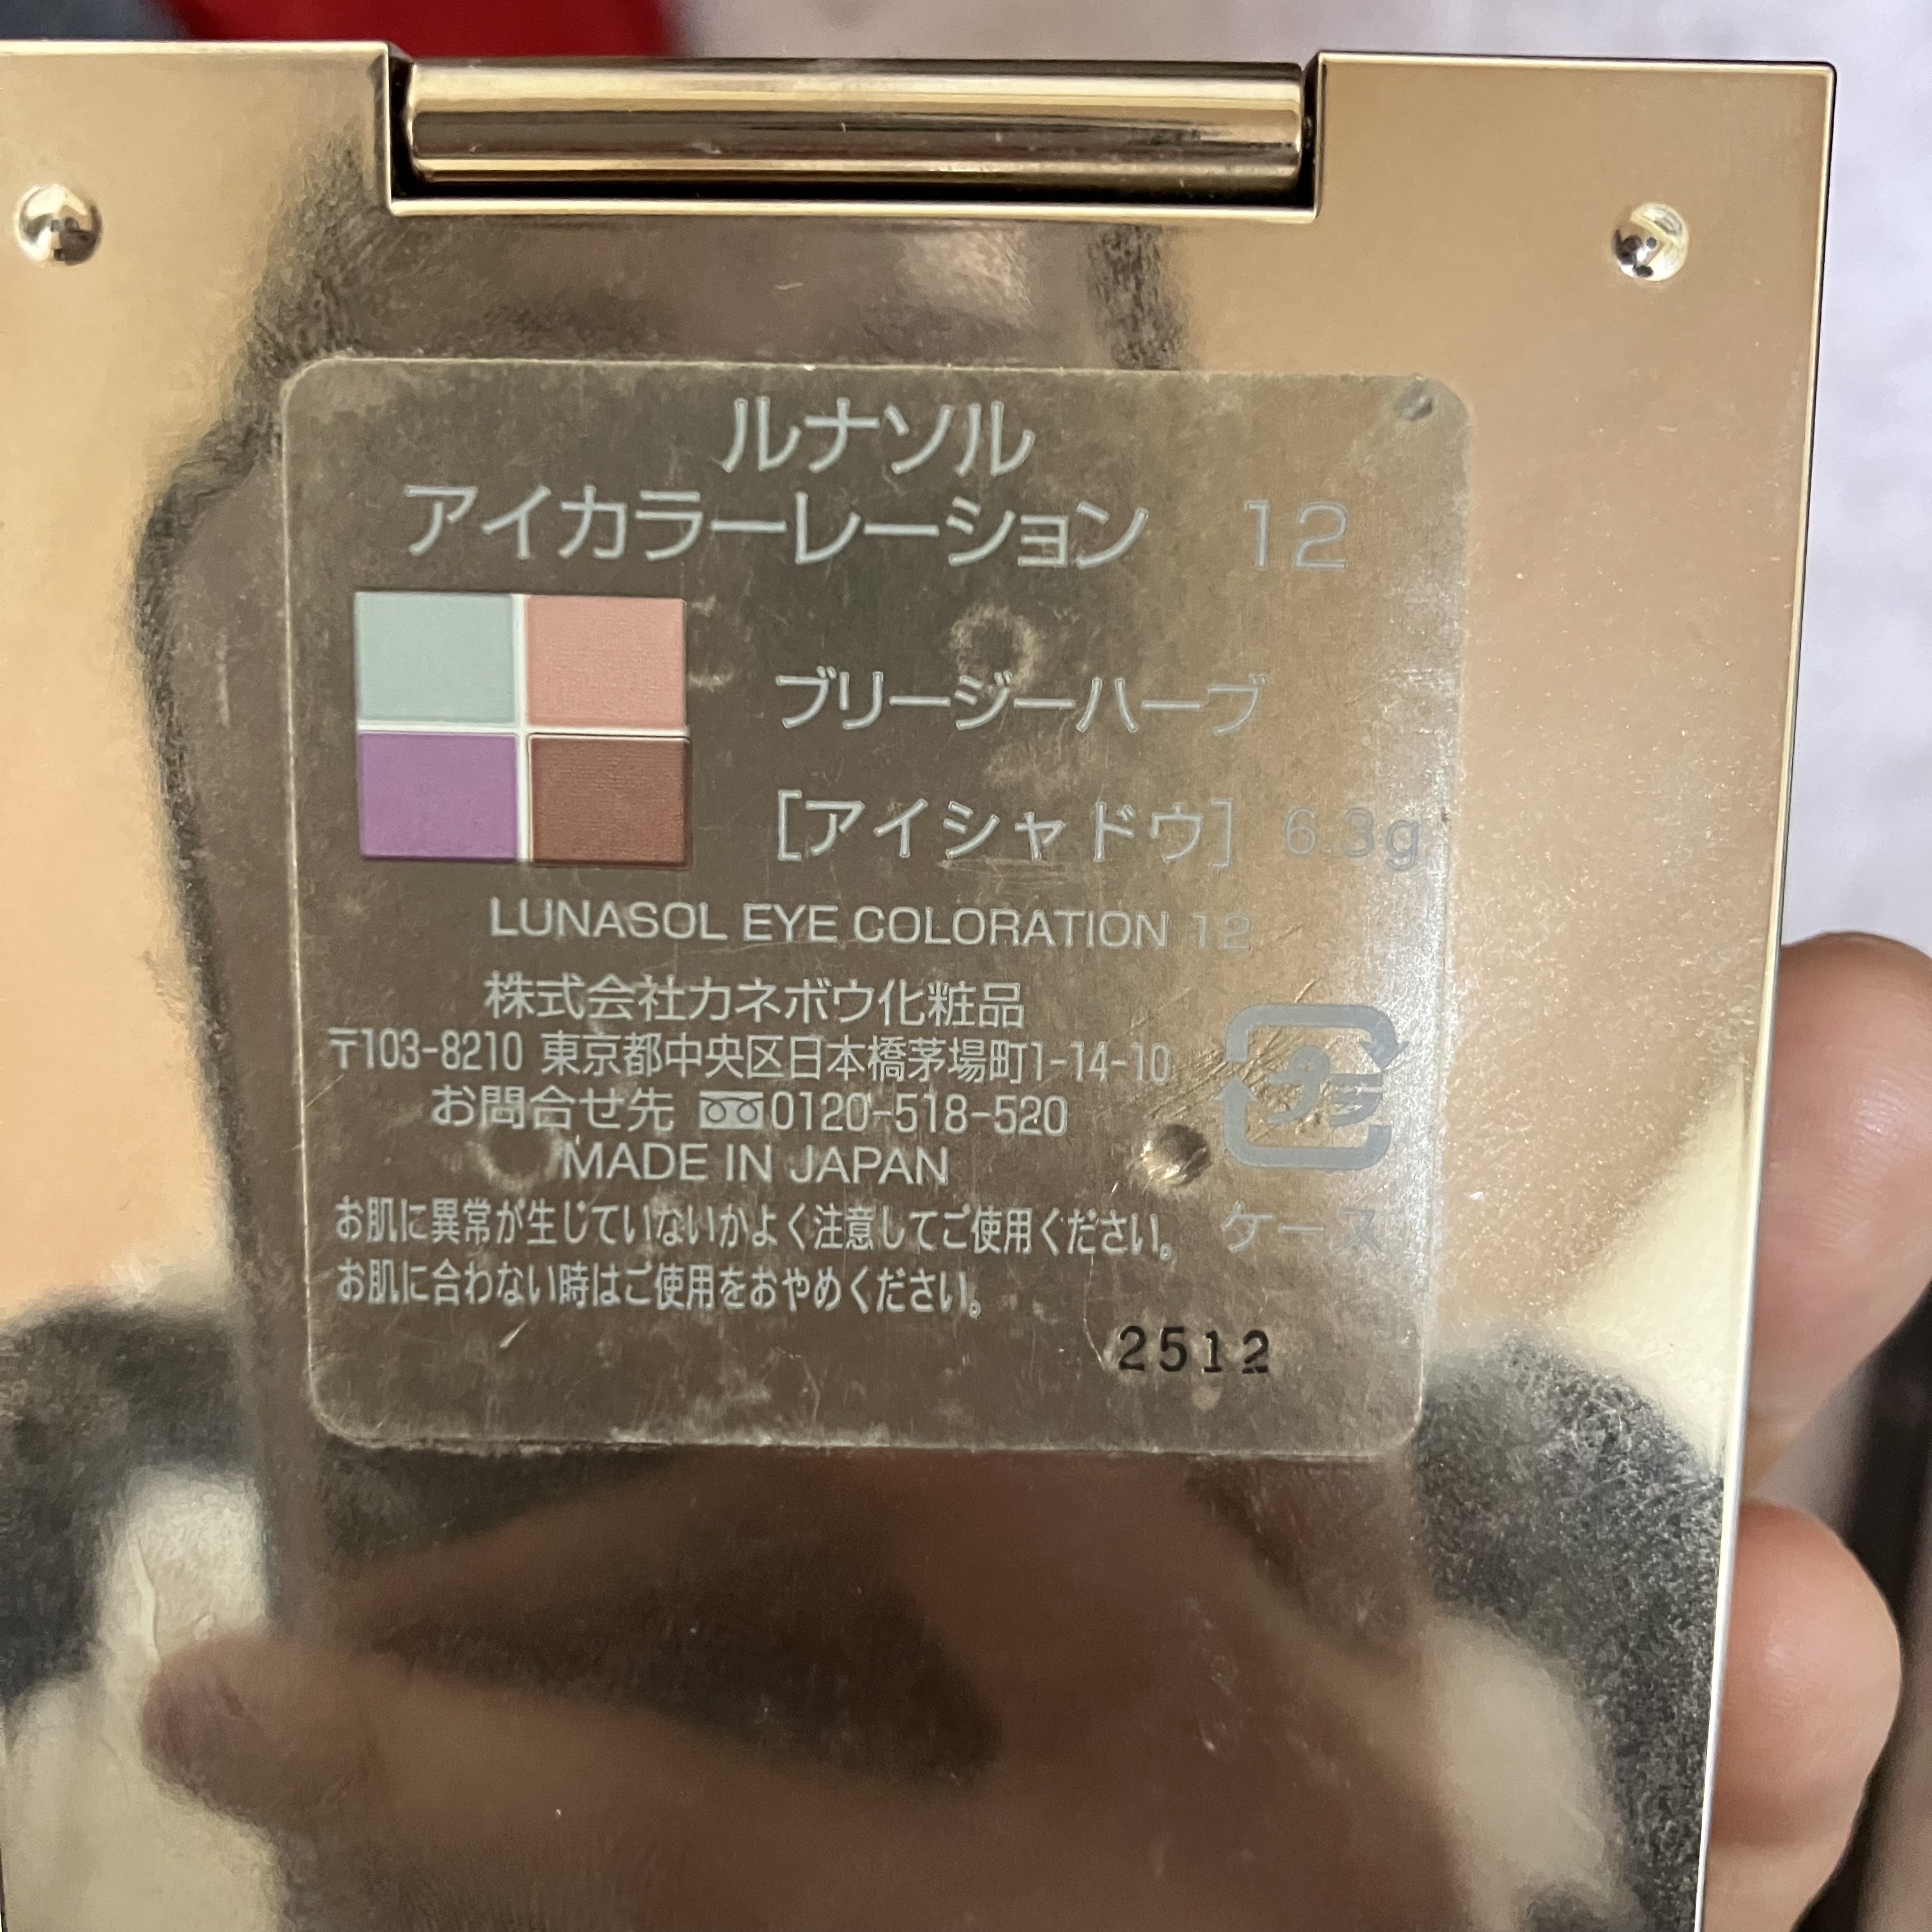 ルナソル
アイカラーレーション 12
ブリージーハーブ
[アイシャドウ] 6.3g
LUNASOL EYE COLORATION 12
株式会社カネボウ化粧品
〒103-8210 東京都中央区日本橋茅場町1-14-10
お問合せ先 0120-518-520
MADE IN JAPAN
プラ
ケース
お肌に異常が生じていないかよく注意してご使用ください。
お肌に合わない時はご使用をおやめください。
2512